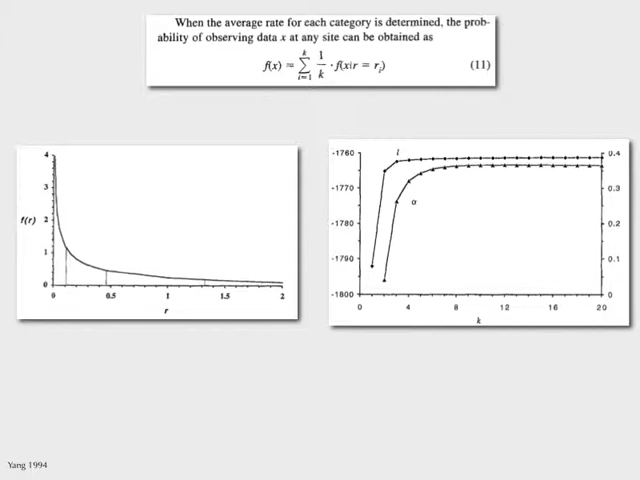 When the average rate for each category is determined, the prob-
ability of observing data x at any site can be obtained as
f(x) ≈ \sum_{i=1}^{k} \frac{1}{k} · f(x|r = r_i) (11)
4
3
f(r) 2
1
0
0 0.5 1 1.5 2
r
-1760 l 0.4
-1770 0.3
α
-1780 0.2
-1790 0.1
-1800 0
0 4 8 12 16 20
k
Yang 1994